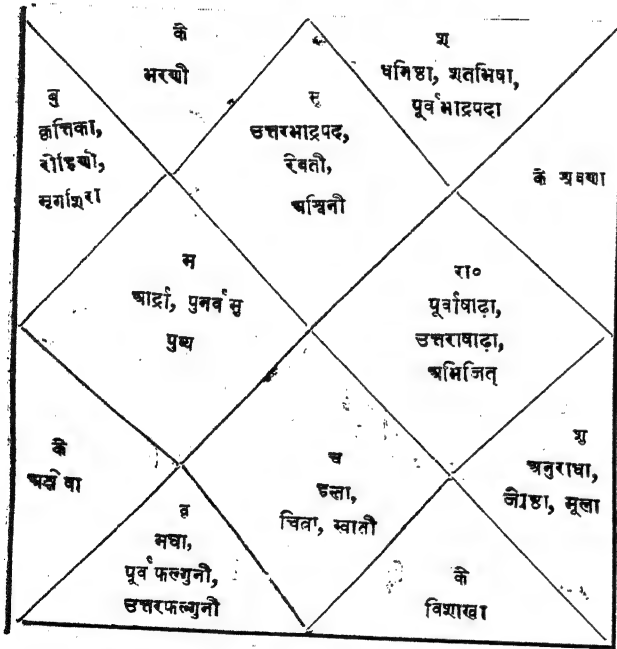 के
भरणी
श
धनिष्ठा, शतभिषा,
पूर्वभाद्रपदा
बु
कृत्तिका,
रोहिणी,
मृगशिरा
सू
उत्तरभाद्रपद,
रेवती,
अश्विनी
के श्रवणा
म
आर्द्रा, पुनर्वसु
पुष्य
रा०
पूर्वाषाढ़ा,
उत्तराषाढ़ा,
अभिजित्
के
अश्लेषा
च
हस्ता,
चित्रा, स्वाती
शु
अनुराधा,
ज्येष्ठा, मूला
वृ
मघा,
पूर्वफल्गुनी,
उत्तरफल्गुनी
के
विशाखा